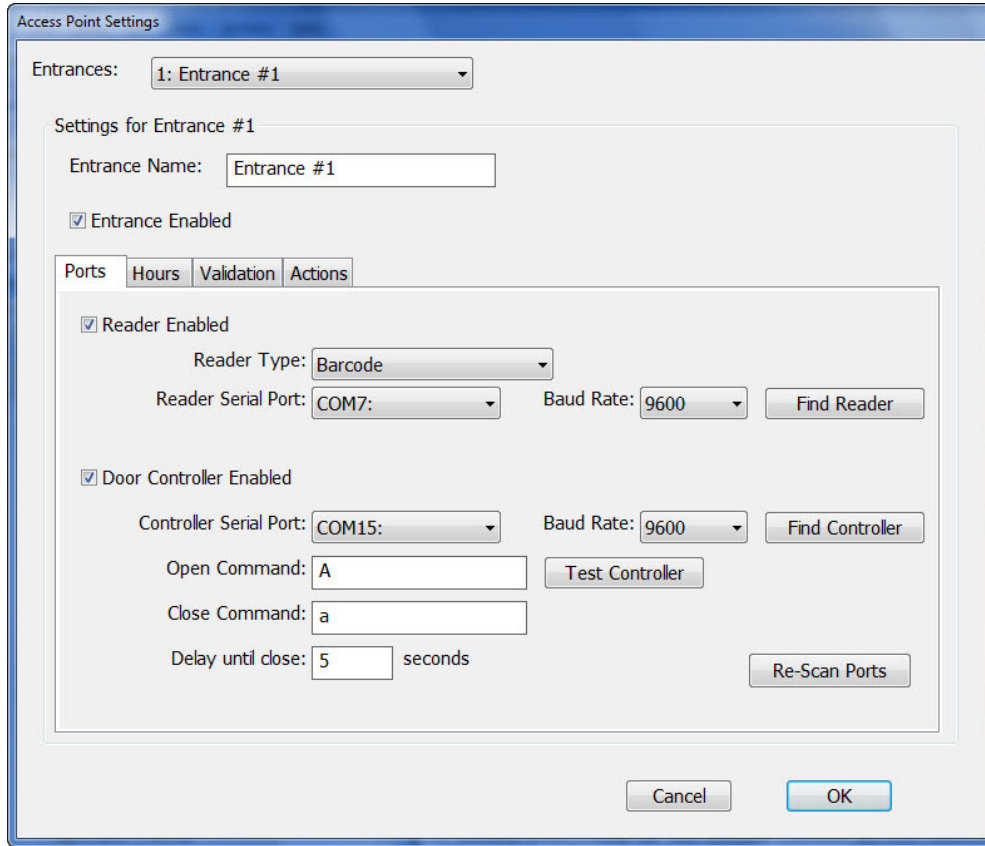 Access Point Settings
Entrances: 1: Entrance #1
Settings for Entrance #1
Entrance Name: Entrance #1
Entrance Enabled
Ports Hours Validation Actions
Reader Enabled
Reader Type: Barcode
Reader Serial Port: COM7: Baud Rate: 9600 Find Reader
Door Controller Enabled
Controller Serial Port: COM15: Baud Rate: 9600 Find Controller
Open Command: A Test Controller
Close Command: a
Delay until close: 5 seconds
Re-Scan Ports
Cancel OK